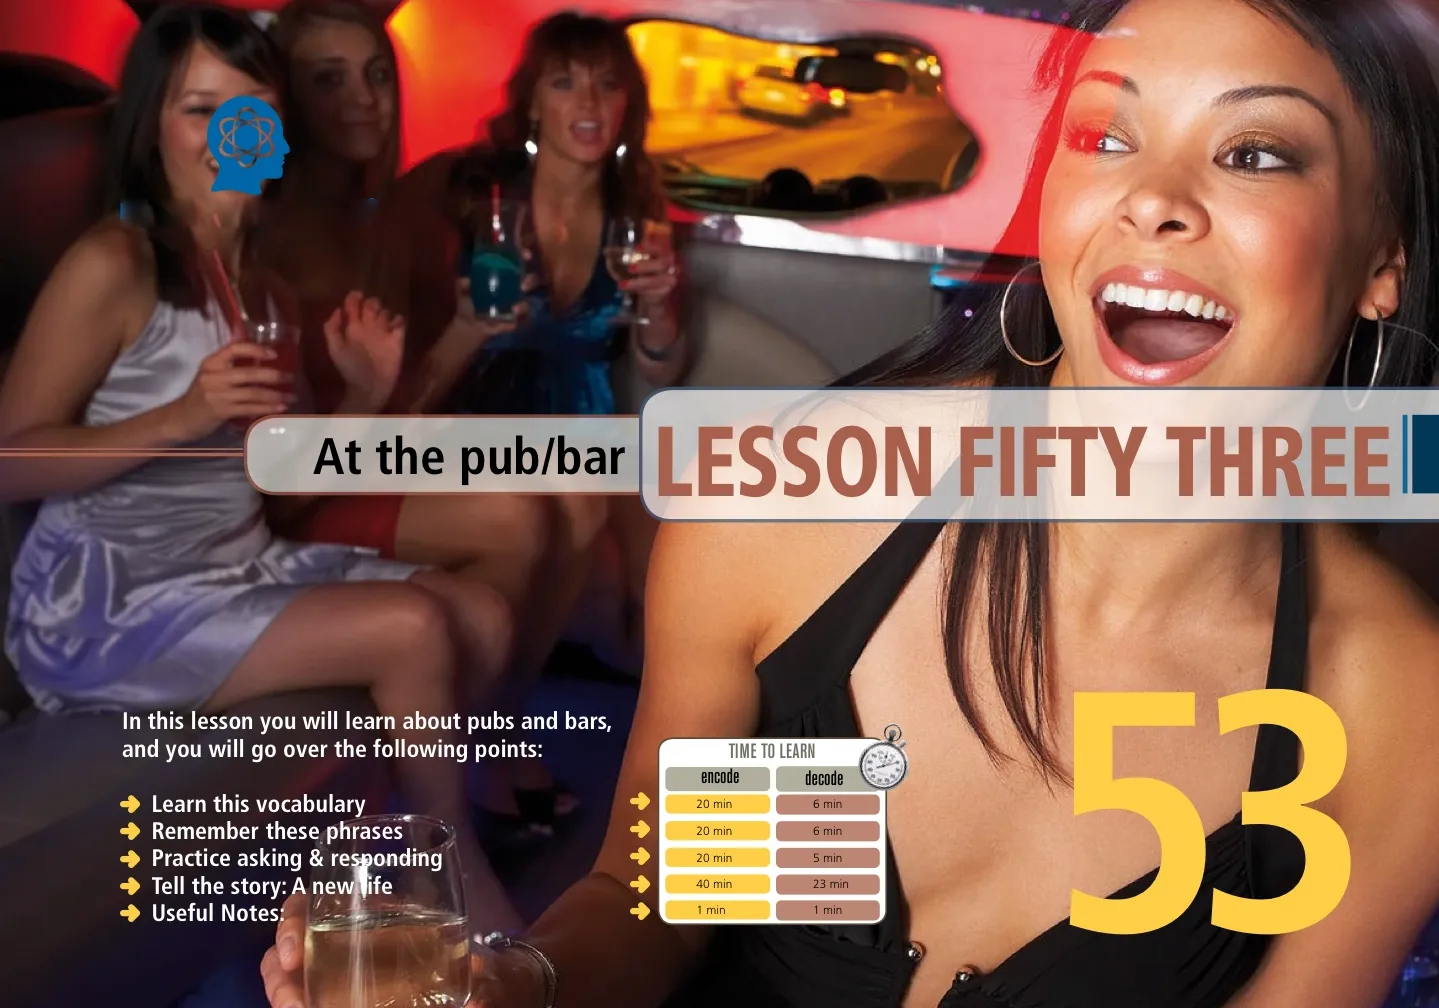 At the pub/bar
LESSON FIFTY THREE
In this lesson you will learn about pubs and bars,
and you will go over the following points:
Learn this vocabulary
Remember these phrases
Practice asking & responding
Tell the story: A new life
Useful Notes:
TIME TO LEARN
encode decode
20 min 6 min
20 min 6 min
20 min 5 min
40 min 23 min
1 min 1 min
53